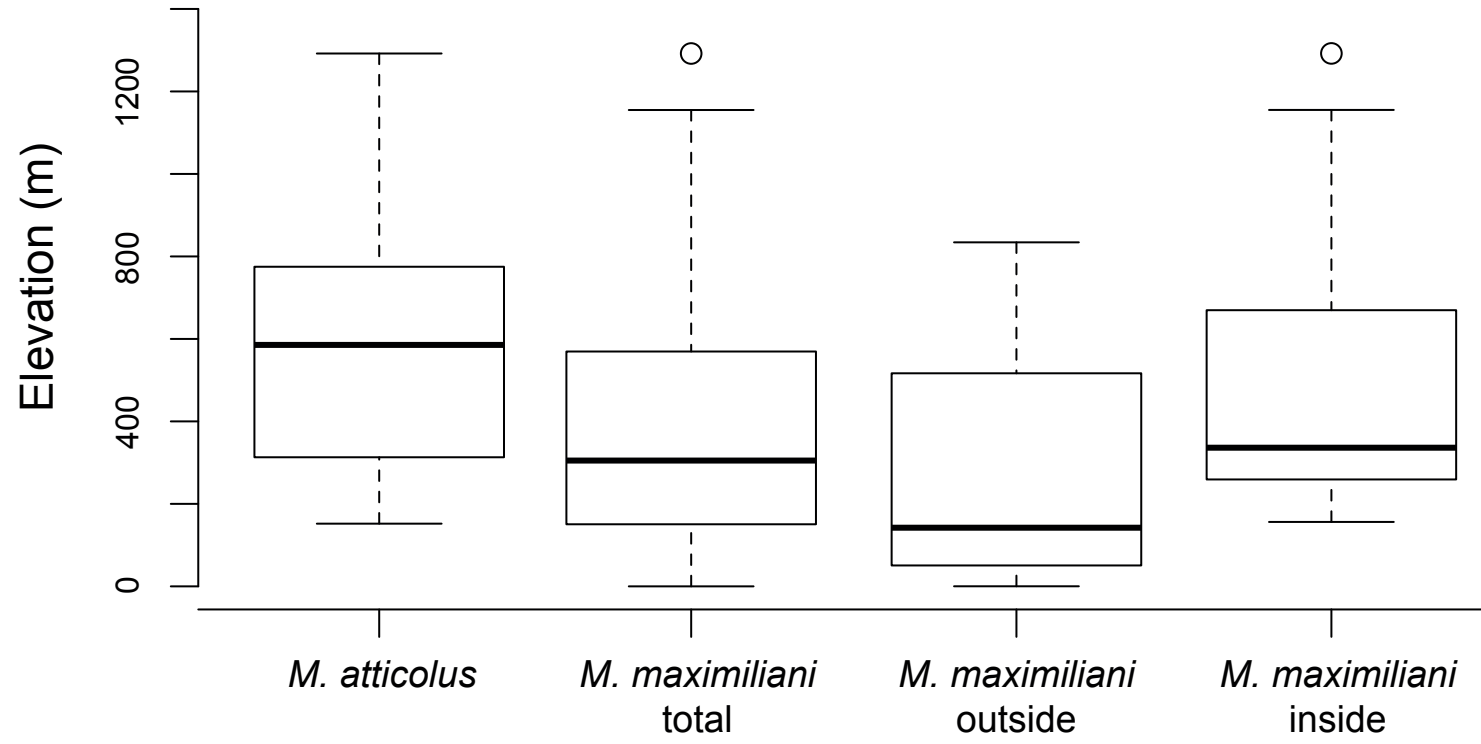 Elevation (m)
1200
800
400
0
M. atticolus
M. maximiliani
total
M. maximiliani
outside
M. maximiliani
inside